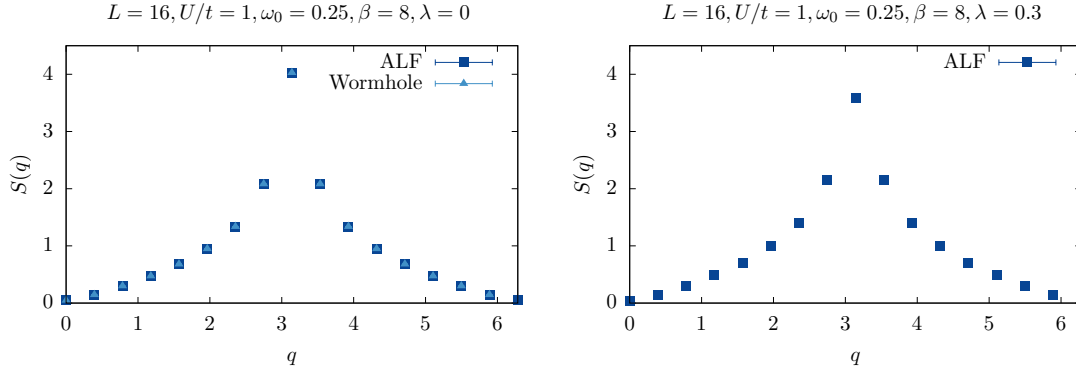 L = 16, U/t = 1, ω₀ = 0.25, β = 8, λ = 0
ALF
Wormhole
S(q)
4
3
2
1
0
0 1 2 3 4 5 6
q
L = 16, U/t = 1, ω₀ = 0.25, β = 8, λ = 0.3
ALF
S(q)
4
3
2
1
0
0 1 2 3 4 5 6
q